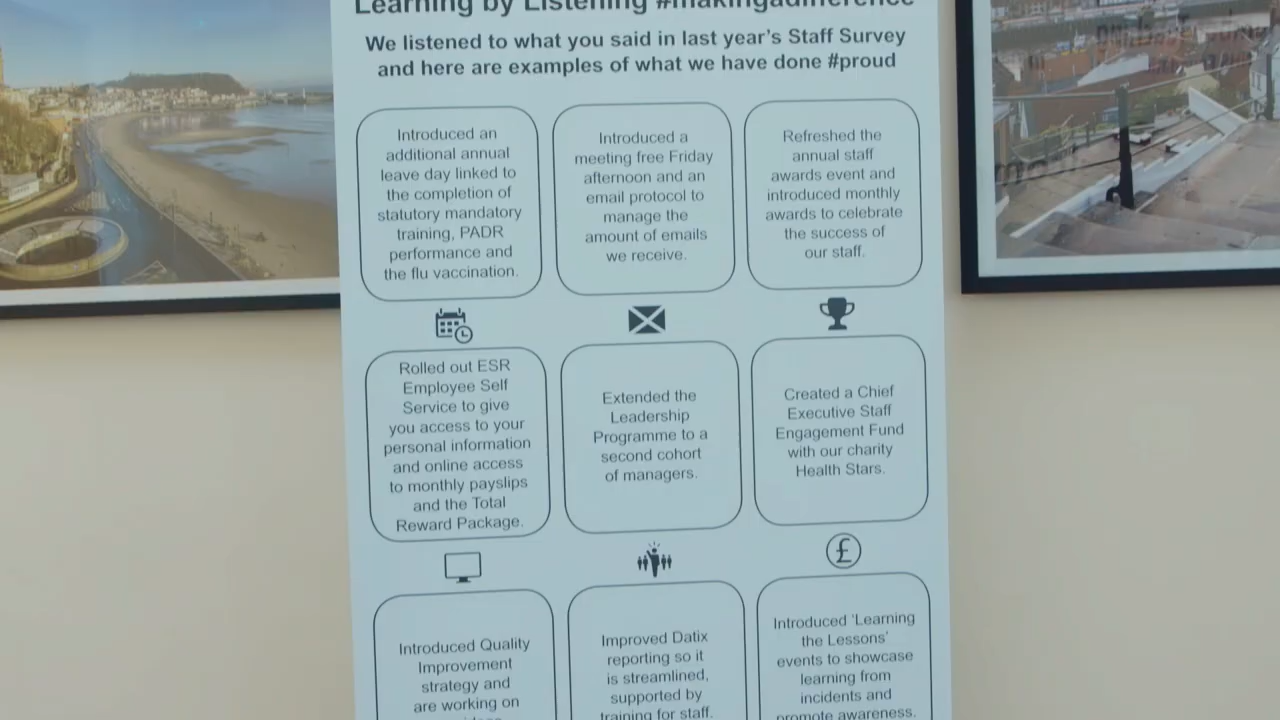 Learning by Listening #makingadifference
We listened to what you said in last year's Staff Survey
and here are examples of what we have done #proud
Introduced an
additional annual
leave day linked to
the completion of
statutory mandatory
training, PADR
performance and
the flu vaccination.
Introduced a
meeting free Friday
afternoon and an
email protocol to
manage the
amount of emails
we receive.
Refreshed the
annual staff
awards event and
introduced monthly
awards to celebrate
the success of
our staff.
Rolled out ESR
Employee Self
Service to give
you access to your
personal information
and online access
to monthly payslips
and the Total
Reward Package.
Extended the
Leadership
Programme to a
second cohort
of managers.
Created a Chief
Executive Staff
Engagement Fund
with our charity
Health Stars.
£
Introduced Quality
Improvement
strategy and
are working on
Improved Datix
reporting so it
is streamlined,
supported by
training for staff.
Introduced 'Learning
the Lessons'
events to showcase
learning from
incidents and
promote awareness.